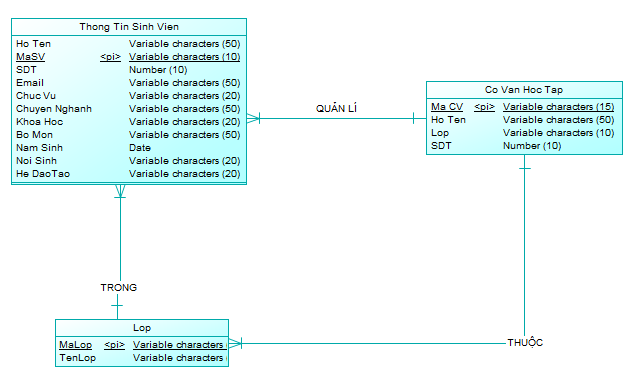 Thong Tin Sinh Vien
Ho Ten Variable characters (50)
MaSV <pi> Variable characters (10)
SDT Number (10)
Email Variable characters (50)
Chuc Vu Variable characters (20)
Chuyen Nghanh Variable characters (50)
Khoa Hoc Variable characters (20)
Bo Mon Variable characters (50)
Nam Sinh Date
Noi Sinh Variable characters (20)
He DaoTao Variable characters (20)
QUẢN LÍ
Co Van Hoc Tap
Ma CV <pi> Variable characters (15)
Ho Ten Variable characters (50)
Lop Variable characters (10)
SDT Number (10)
TRONG
Lop
MaLop <pi> Variable characters (
TenLop Variable characters (
THUỘC